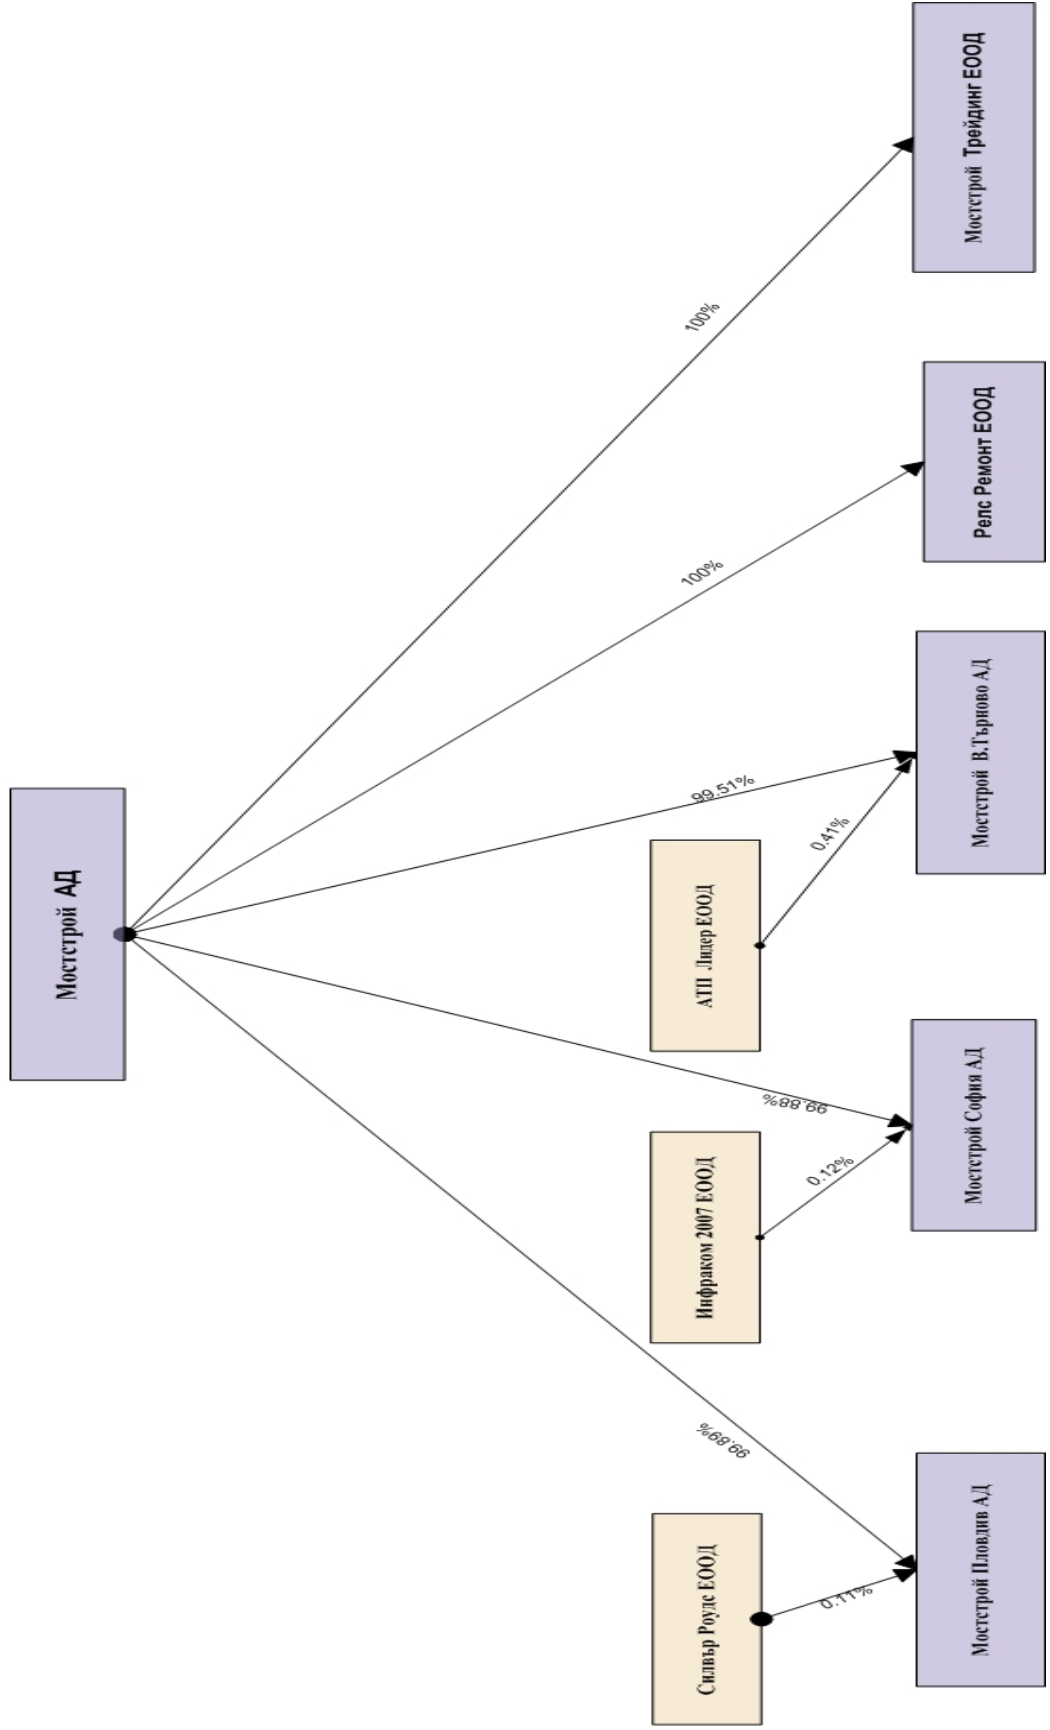 Мостстрой АД
99.89%
99.88%
99.51%
100%
100%
Силвър Роудс ЕООД
Инфраком 2007 ЕООД
АТП Лидер ЕООД
0.11%
0.12%
0.41%
Мостстрой Пловдив АД
Мостстрой София АД
Мостстрой В.Търново АД
Релс Ремонт ЕООД
Мостстрой Трейдинг ЕООД